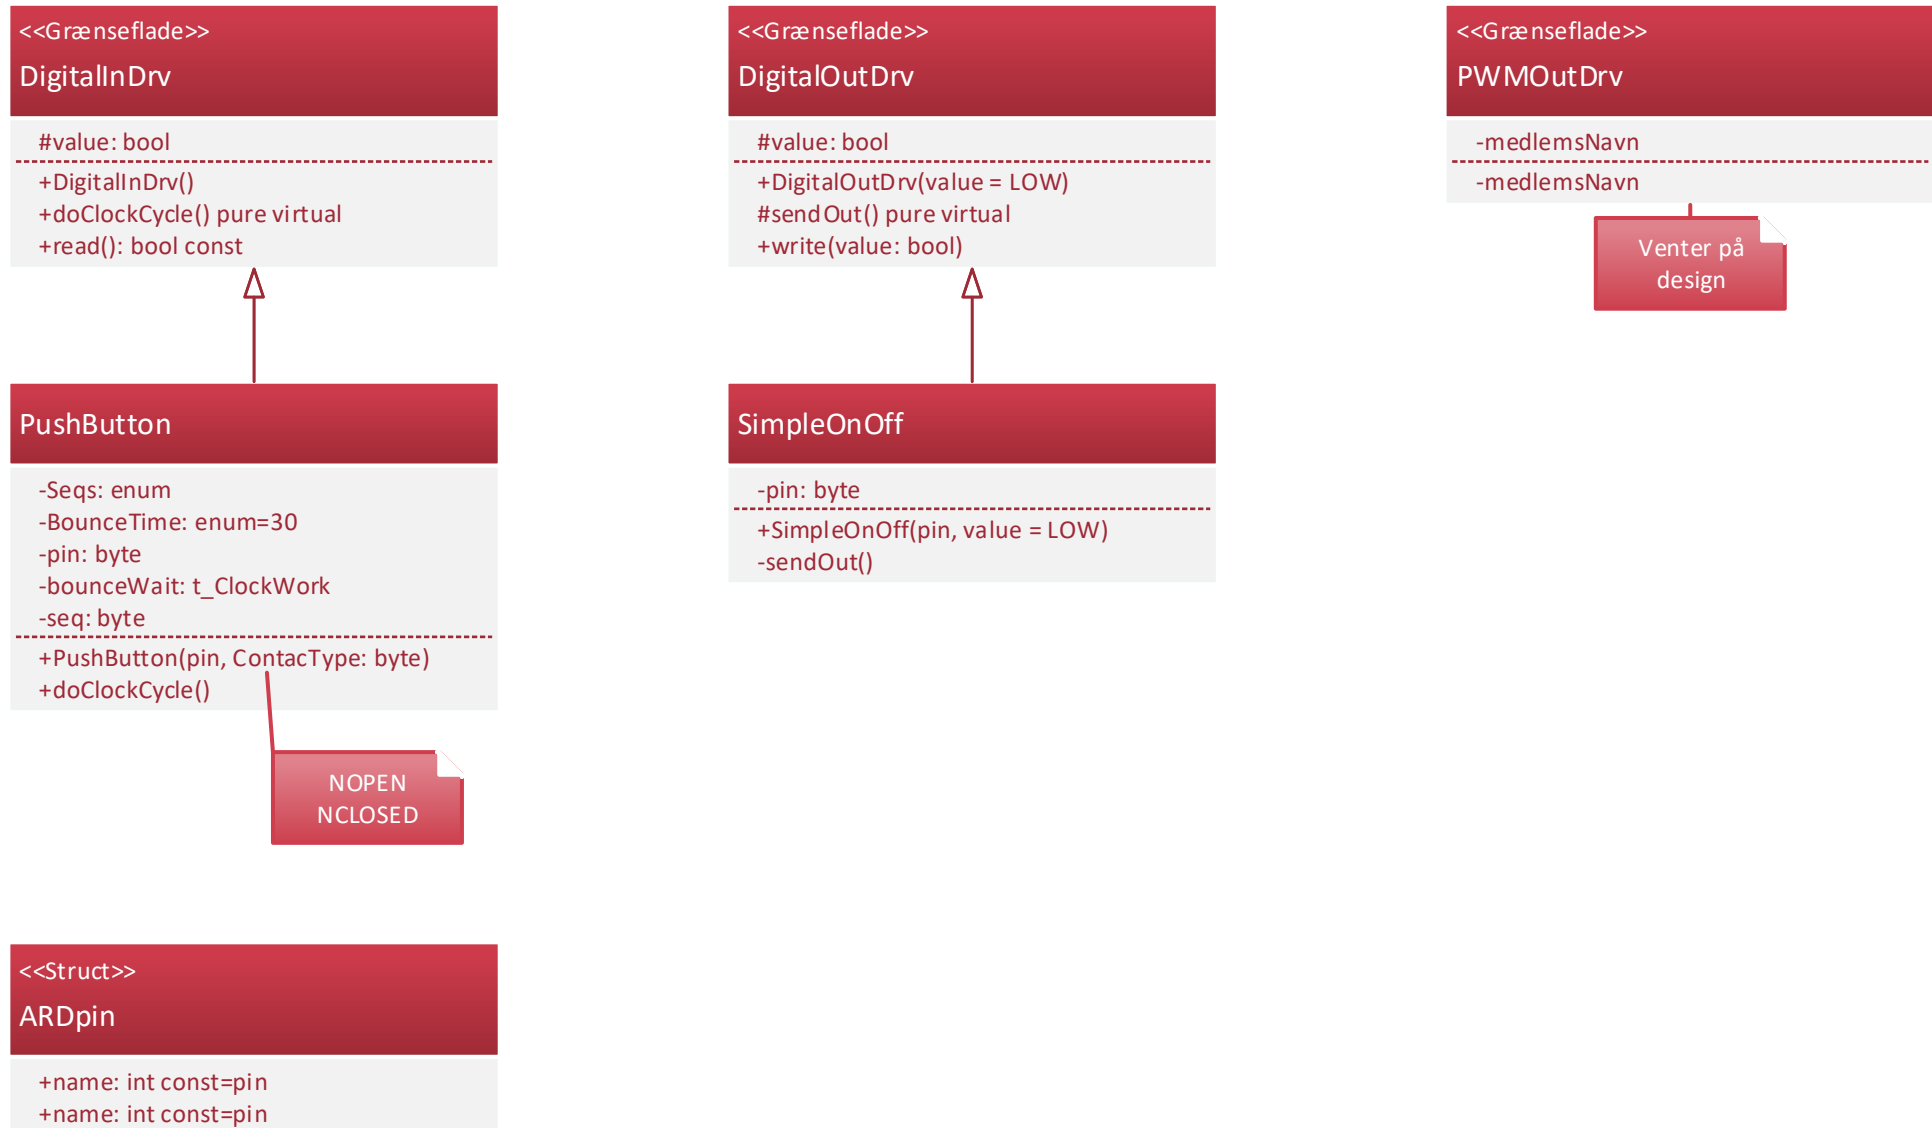 <<Grænseflade>>
DigitalInDrv
#value: bool
+DigitalInDrv()
+doClockCycle() pure virtual
+read(): bool const
<<Grænseflade>>
DigitalOutDrv
#value: bool
+DigitalOutDrv(value = LOW)
#sendOut() pure virtual
+write(value: bool)
<<Grænseflade>>
PWMOutDrv
-medlemsNavn
-medlemsNavn
Venter på
design
PushButton
-Seqs: enum
-BounceTime: enum=30
-pin: byte
-bounceWait: t_ClockWork
-seq: byte
+PushButton(pin, ContacType: byte)
+doClockCycle()
NOPEN
NCLOSED
SimpleOnOff
-pin: byte
+SimpleOnOff(pin, value = LOW)
-sendOut()
<<Struct>>
ARDpin
+name: int const=pin
+name: int const=pin